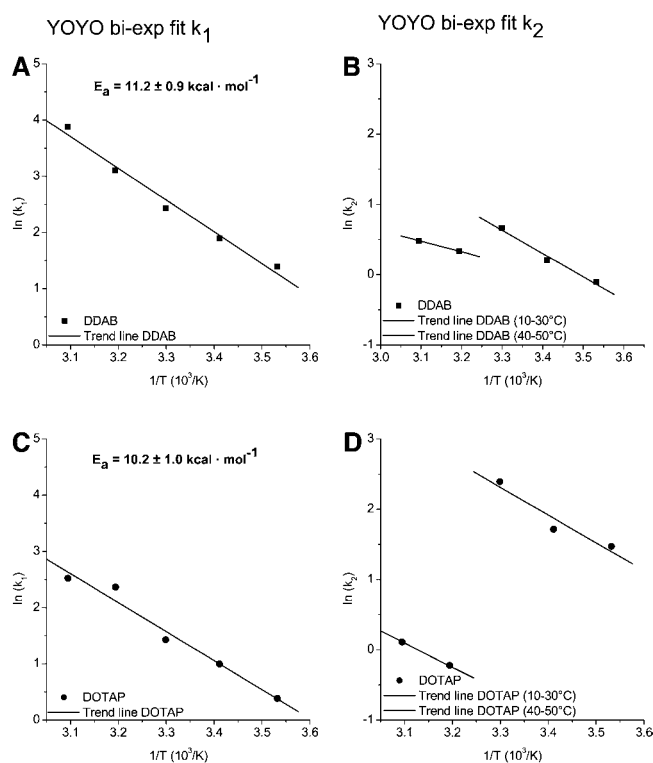 YOYO bi-exp fit k1
YOYO bi-exp fit k2
A
Ea = 11.2 ± 0.9 kcal · mol-1
5
4
3
2
1
0
ln (k1)
DDAB
Trend line DDAB
3.1 3.2 3.3 3.4 3.5 3.6
1/T (10^3/K)
B
3
2
1
0
-1
ln (k2)
DDAB
Trend line DDAB (10-30°C)
Trend line DDAB (40-50°C)
3.0 3.1 3.2 3.3 3.4 3.5 3.6
1/T (10^3/K)
C
Ea = 10.2 ± 1.0 kcal · mol-1
5
4
3
2
1
0
ln (k1)
DOTAP
Trend line DOTAP
3.1 3.2 3.3 3.4 3.5 3.6
1/T (10^3/K)
D
3
2
1
0
-1
ln (k2)
DOTAP
Trend line DOTAP (10-30°C)
Trend line DOTAP (40-50°C)
3.1 3.2 3.3 3.4 3.5 3.6
1/T (10^3/K)